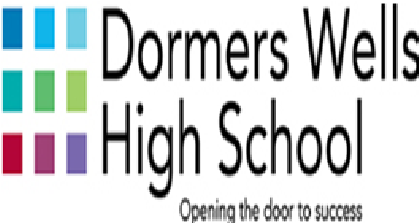 Dormers Wells
High School
Opening the door to success